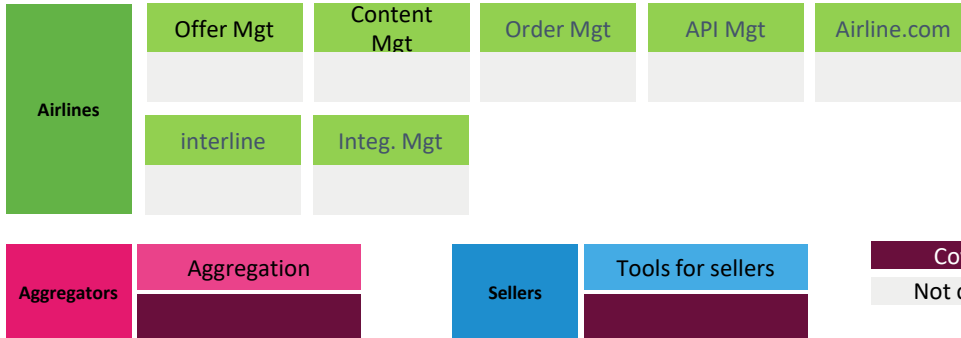 Offer Mgt
Content
Mgt
Order Mgt
API Mgt
Airline.com
Airlines
interline
Integ. Mgt
Aggregators
Aggregation
Sellers
Tools for sellers
Co
Not